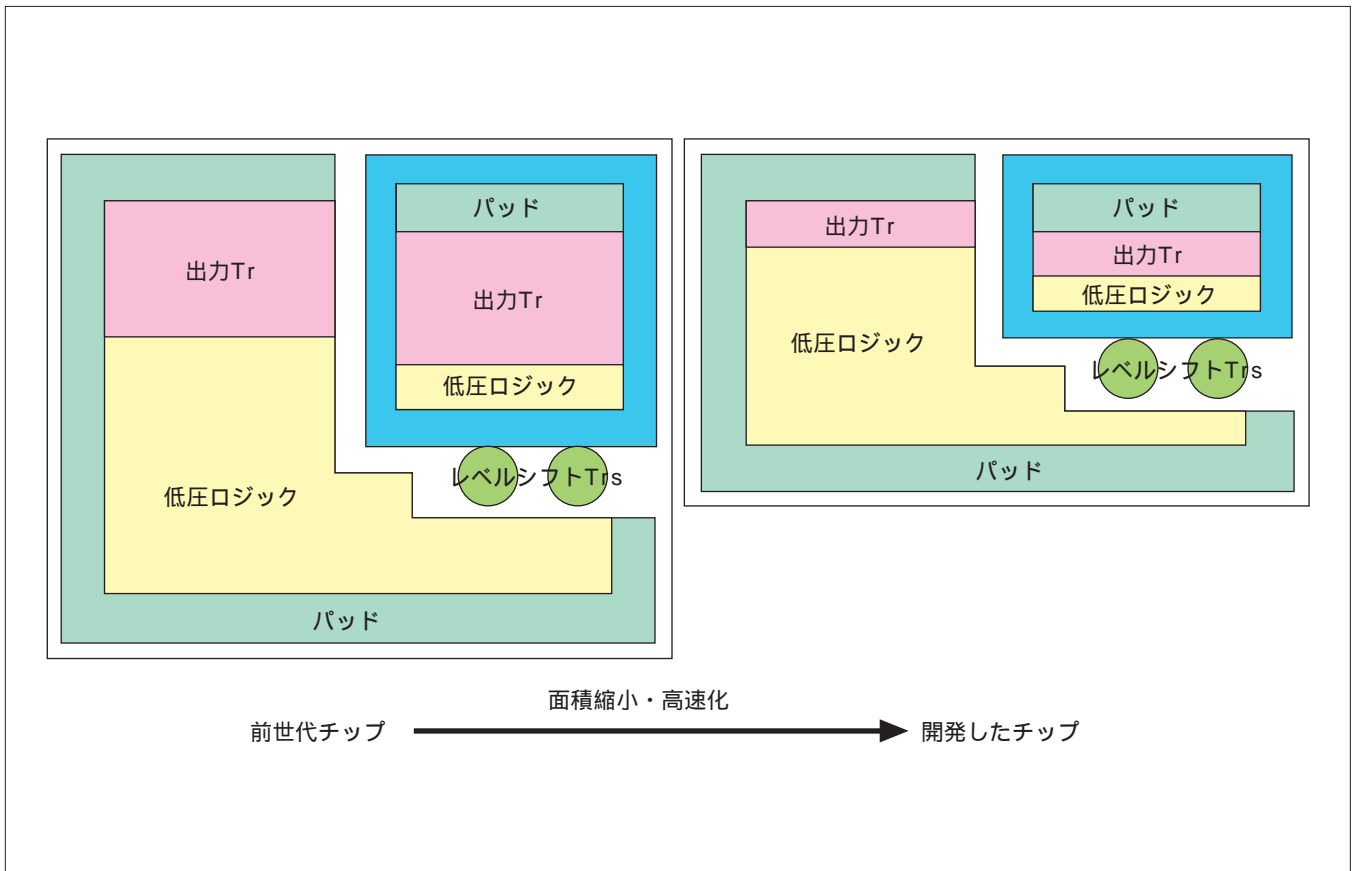 出力Tr
パッド
出力Tr
低圧ロジック
低圧ロジック
レベルシフトTrs
パッド
出力Tr
パッド
出力Tr
低圧ロジック
低圧ロジック
レベルシフトTrs
パッド
面積縮小・高速化
前世代チップ
開発したチップ